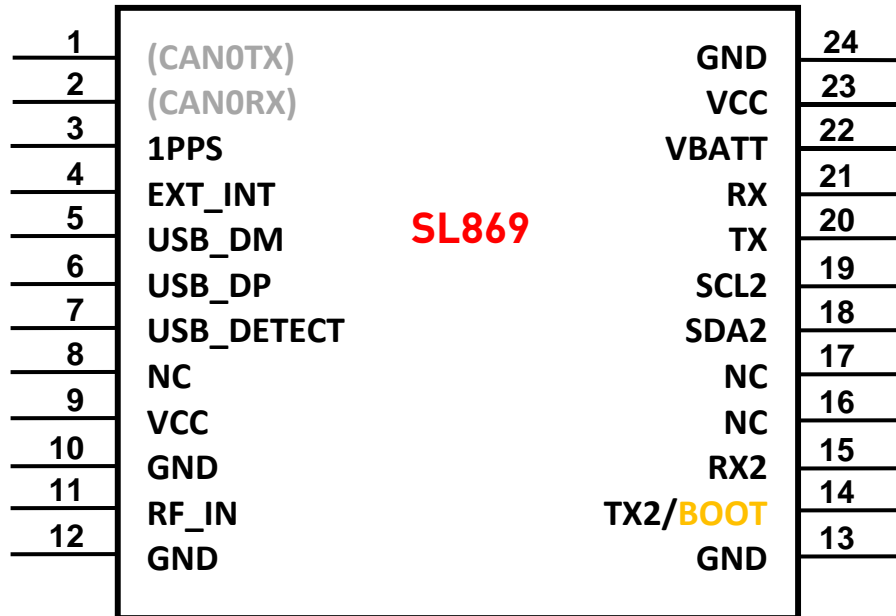 1 (CAN0TX) GND 24
2 (CAN0RX) VCC 23
3 1PPS VBATT 22
4 EXT_INT RX 21
SL869
5 USB_DM TX 20
6 USB_DP SCL2 19
7 USB_DETECT SDA2 18
8 NC NC 17
9 VCC NC 16
10 GND RX2 15
11 RF_IN TX2/BOOT 14
12 GND GND 13